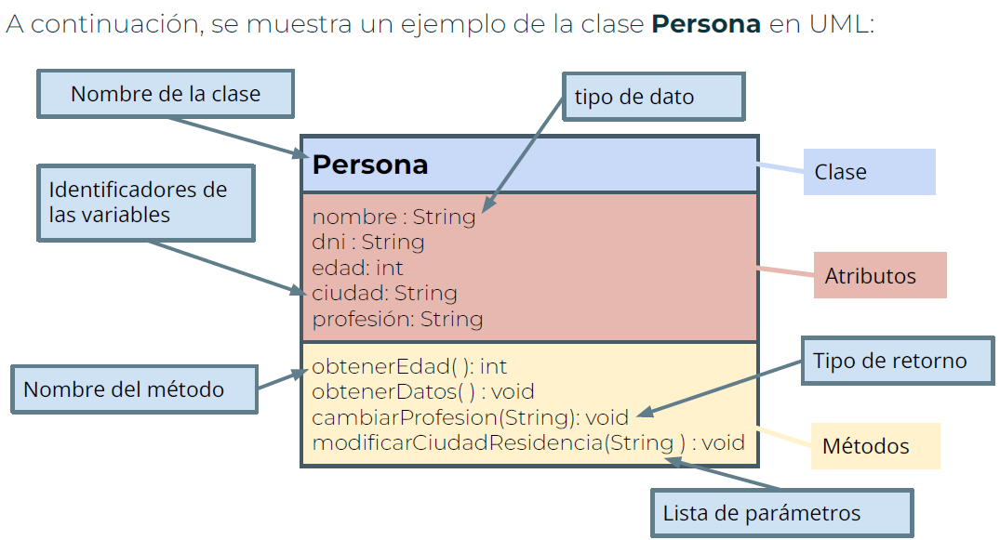 A continuación, se muestra un ejemplo de la clase Persona en UML:
Nombre de la clase
tipo de dato
Persona
Clase
Identificadores de
las variables
nombre : String
dni : String
edad: int
ciudad: String
profesión: String
Atributos
Nombre del método
obtenerEdad( ): int
obtenerDatos( ) : void
cambiarProfesion(String): void
modificarCiudadResidencia(String ) : void
Tipo de retorno
Métodos
Lista de parámetros